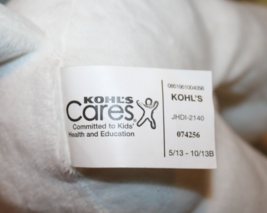 KOHL'S
Cares
Committed to Kids'
Health and Education
KOHL'S
JHDI-2140
074256
5/13 - 10/13B